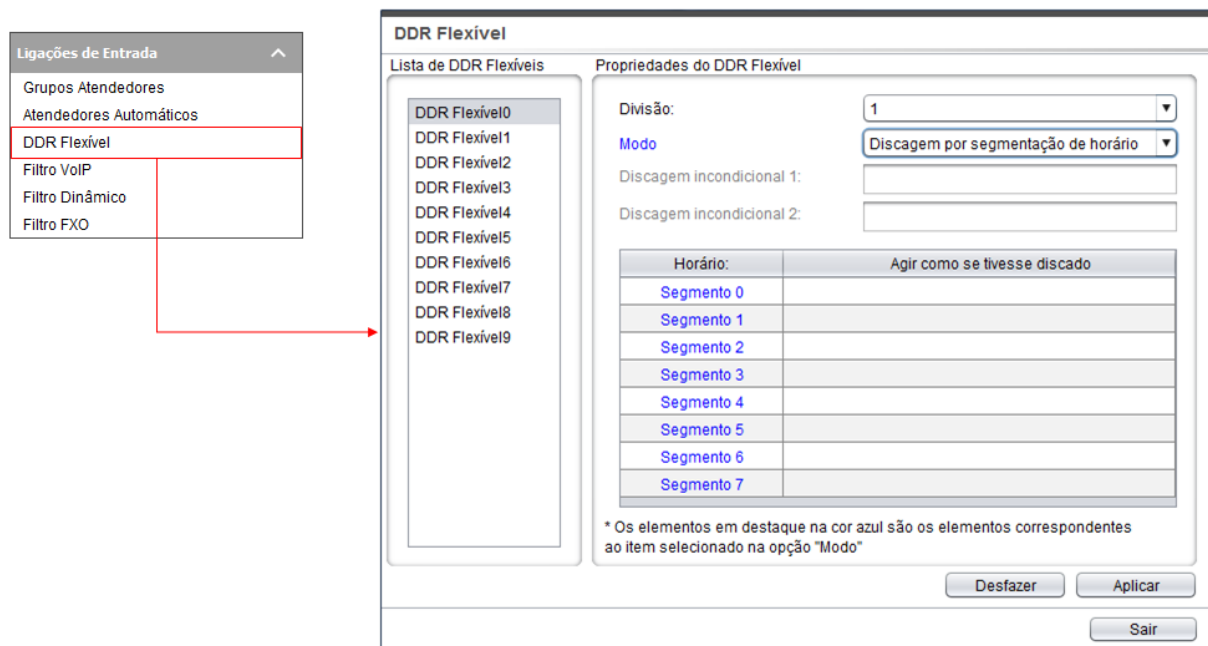 Ligações de Entrada
Grupos Atendedores
Atendedores Automáticos
DDR Flexível
Filtro VoIP
Filtro Dinâmico
Filtro FXO
DDR Flexível
Lista de DDR Flexíveis
DDR Flexível0
DDR Flexível1
DDR Flexível2
DDR Flexível3
DDR Flexível4
DDR Flexível5
DDR Flexível6
DDR Flexível7
DDR Flexível8
DDR Flexível9
Propriedades do DDR Flexível
Divisão: 1
Modo Discagem por segmentação de horário
Discagem incondicional 1:
Discagem incondicional 2:
Horário: Agir como se tivesse discado
Segmento 0
Segmento 1
Segmento 2
Segmento 3
Segmento 4
Segmento 5
Segmento 6
Segmento 7
* Os elementos em destaque na cor azul são os elementos correspondentes
ao item selecionado na opção "Modo"
Desfazer Aplicar
Sair